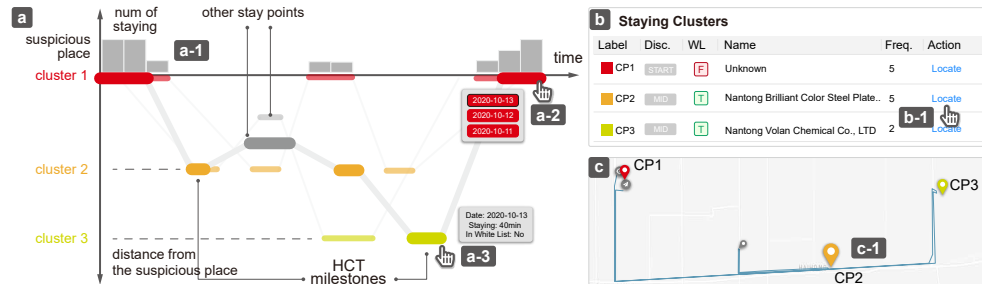 a
num of
staying
other stay points
suspicious
place
a-1
time
cluster 1
2020-10-13
2020-10-12
2020-10-11
a-2
cluster 2
Date: 2020-10-13
Staying: 40min
In White List: No
cluster 3
a-3
distance from
the suspicious place
HCT
milestones
b Staying Clusters
Label Disc. WL Name Freq. Action
CP1 START F Unknown 5 Locate
CP2 MID T Nantong Brilliant Color Steel Plate.. 5 Locate
b-1
CP3 MID T Nantong Volan Chemical Co., LTD 2 Locate
c
CP1
CP3
c-1
CP2